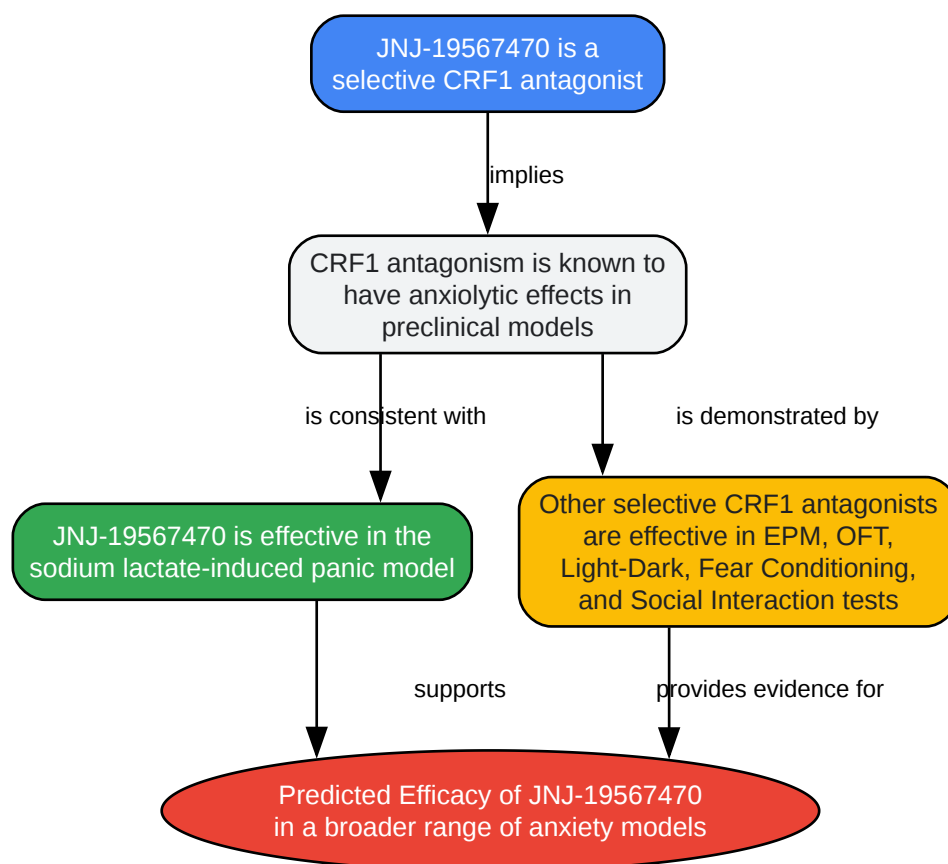 JNJ-19567470 is a
selective CRF1 antagonist
implies
CRF1 antagonism is known to
have anxiolytic effects in
preclinical models
is consistent with
is demonstrated by
JNJ-19567470 is effective in the
sodium lactate-induced panic model
Other selective CRF1 antagonists
are effective in EPM, OFT,
Light-Dark, Fear Conditioning,
and Social Interaction tests
supports
provides evidence for
Predicted Efficacy of JNJ-19567470
in a broader range of anxiety models